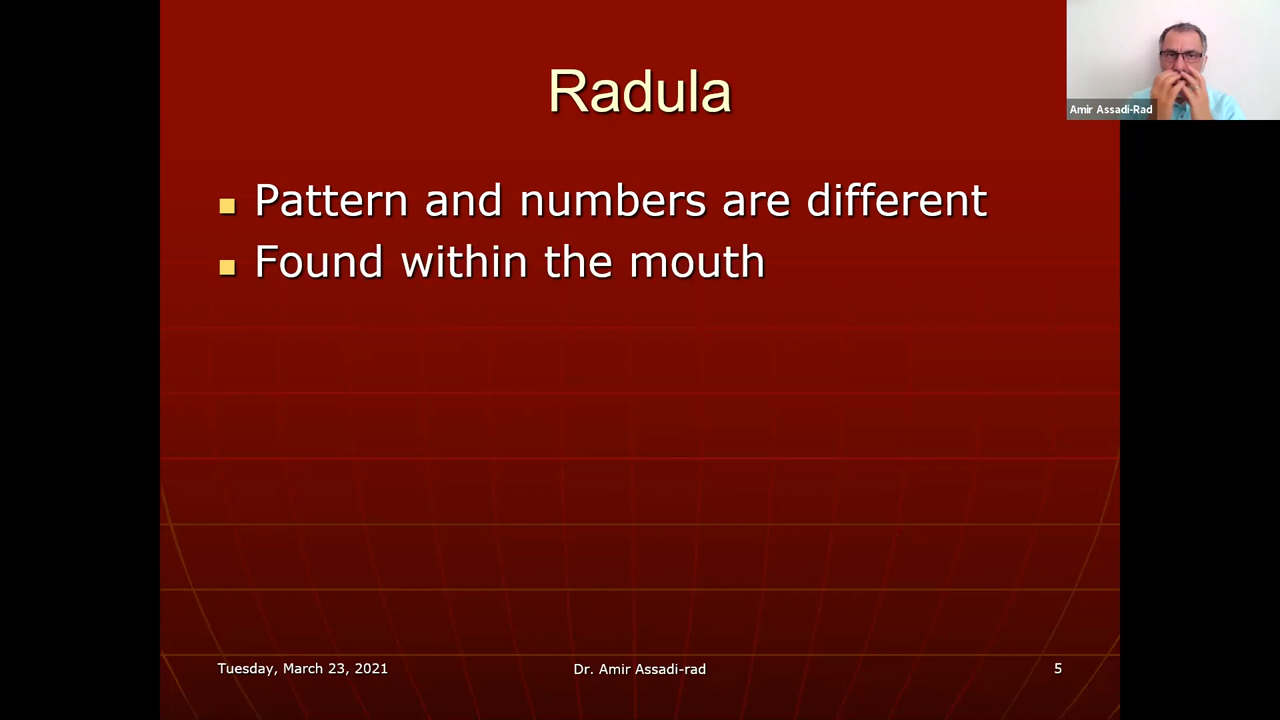 Radula
Amir Assadi-Rad
Pattern and numbers are different
Found within the mouth
Tuesday, March 23, 2021
Dr. Amir Assadi-rad
5